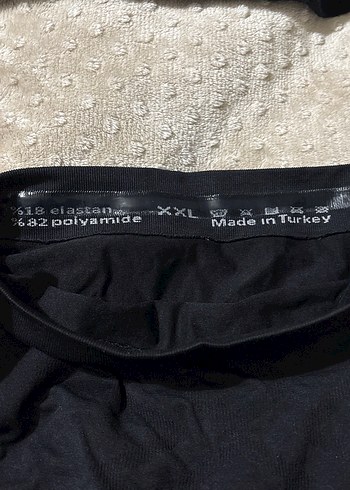 %18 elastan
%82 polyamide
XXL
Made in Turkey